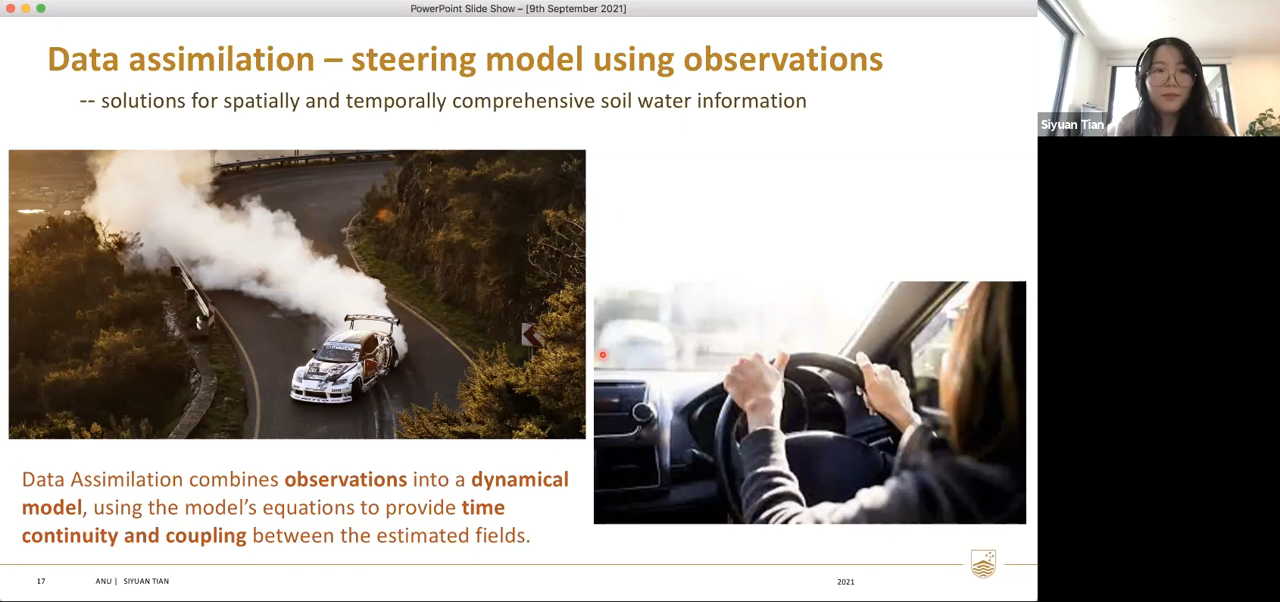 PowerPoint Slide Show – [9th September 2021]
Data assimilation – steering model using observations
-- solutions for spatially and temporally comprehensive soil water information
Siyuan Tian
Data Assimilation combines observations into a dynamical
model, using the model’s equations to provide time
continuity and coupling between the estimated fields.
17 ANU | SIYUAN TIAN 2021